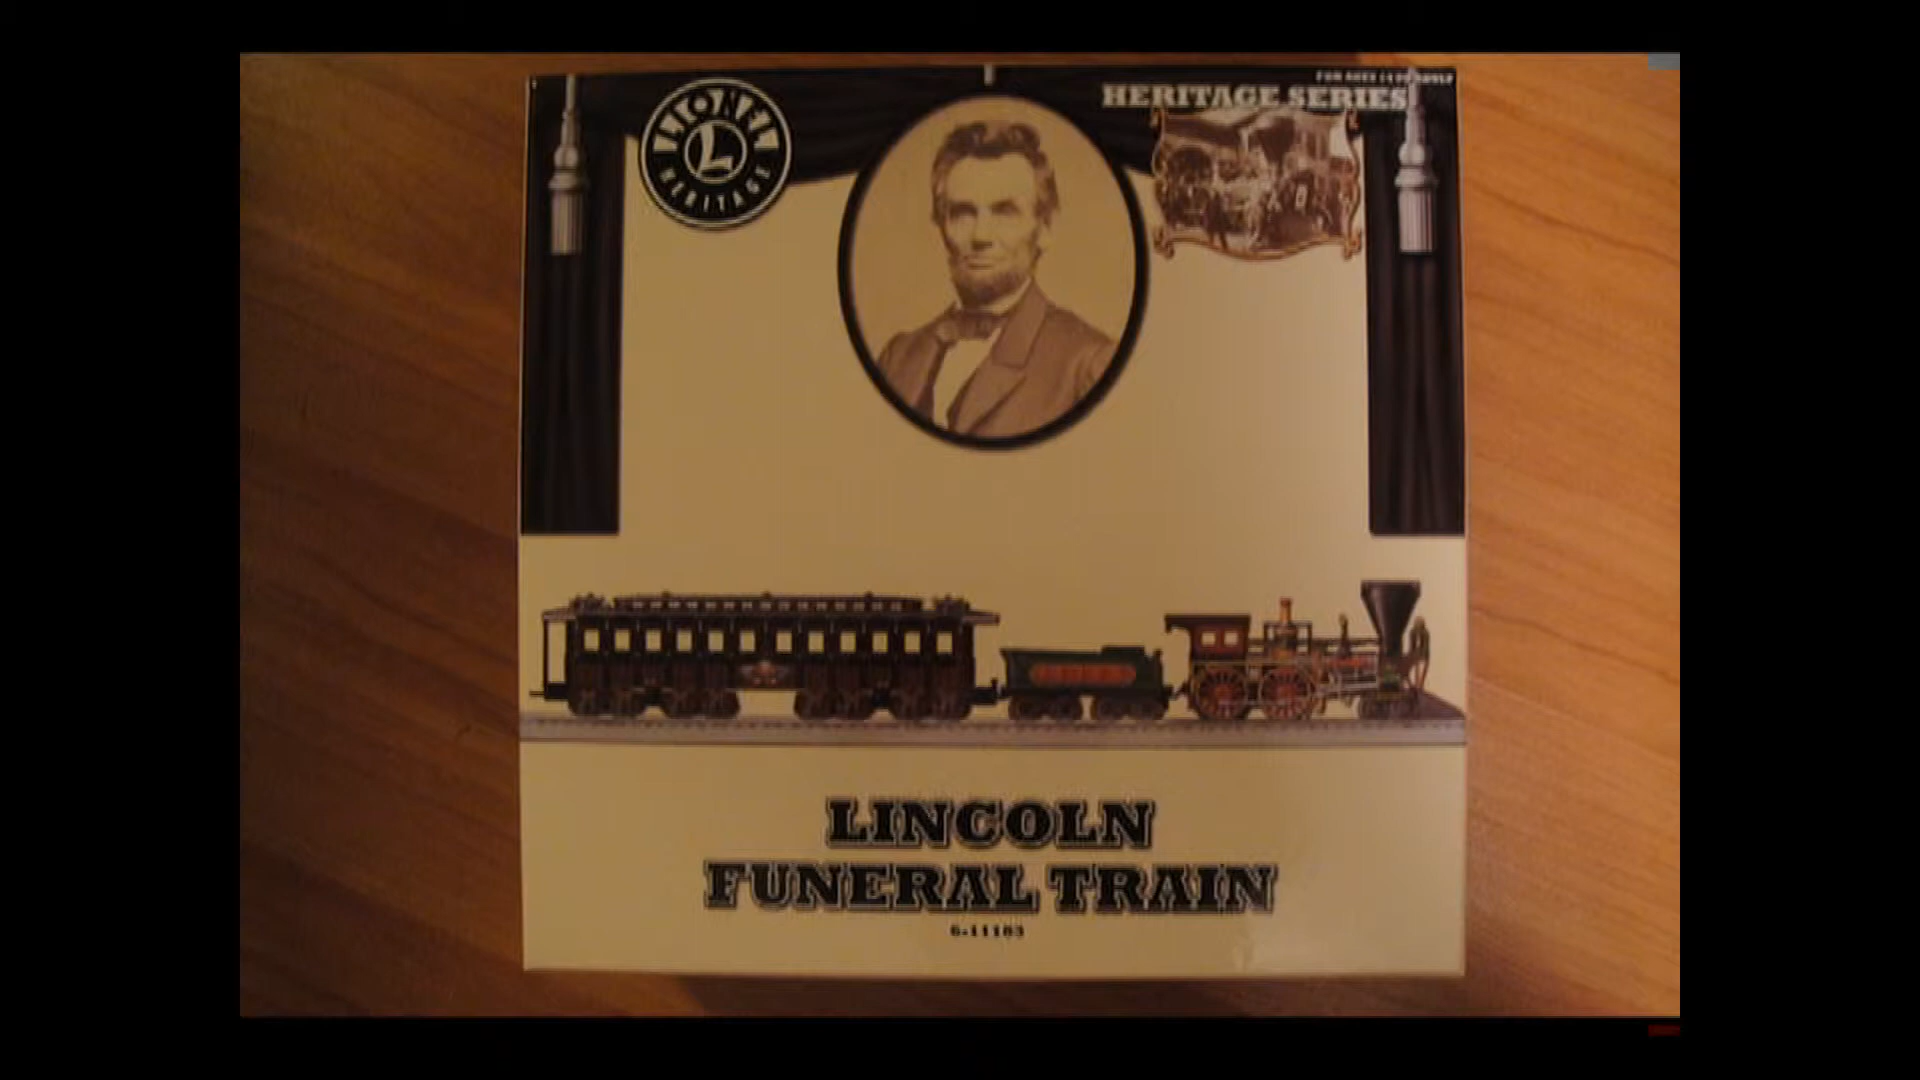 LIONEL
HERITAGE
HERITAGE SERIES
LINCOLN
FUNERAL TRAIN
6-11183